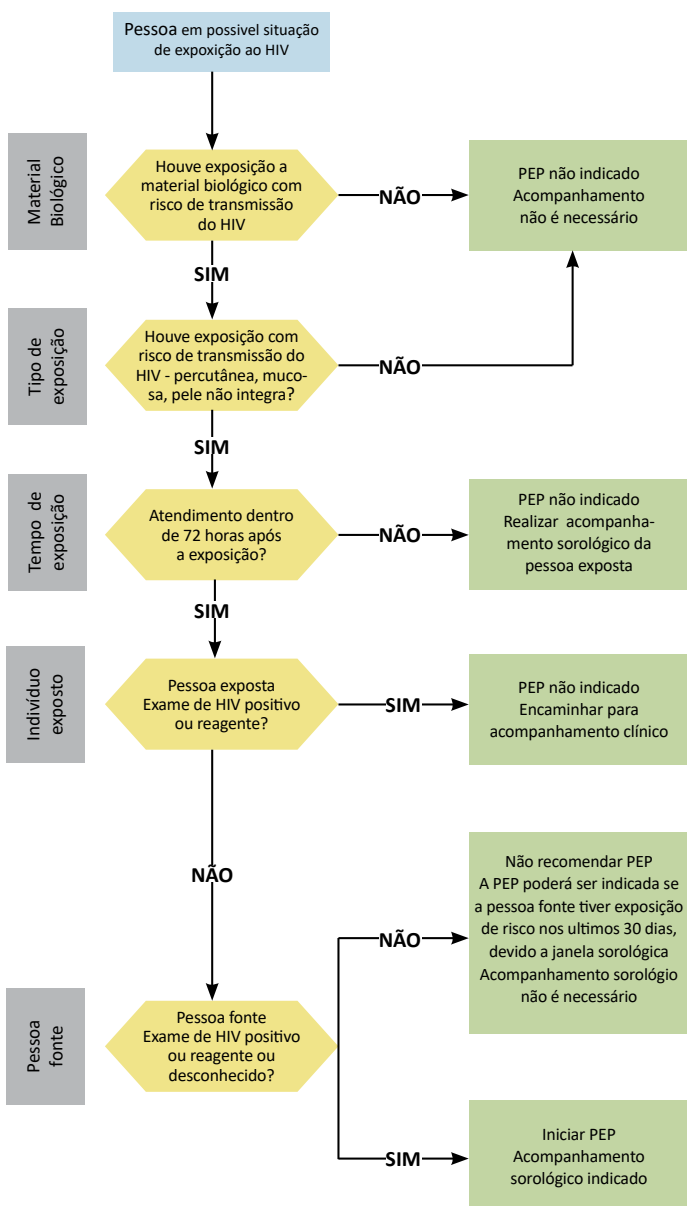 Pessoa em possivel situação
de expoxição ao HIV
Material
Biológico
Houve exposição a
material biológico com
risco de transmissão
do HIV
NÃO
PEP não indicado
Acompanhamento
não é necessário
SIM
Tipo de
exposição
Houve exposição com
risco de transmissão do
HIV - percutânea, muco-
sa, pele não integra?
NÃO
SIM
Tempo de
exposição
Atendimento dentro
de 72 horas após
a exposição?
NÃO
PEP não indicado
Realizar acompanha-
mento sorológico da
pessoa exposta
SIM
Indivíduo
exposto
Pessoa exposta
Exame de HIV positivo
ou reagente?
SIM
PEP não indicado
Encaminhar para
acompanhamento clínico
NÃO
Pessoa
fonte
Pessoa fonte
Exame de HIV positivo
ou reagente ou
desconhecido?
NÃO
Não recomendar PEP
A PEP poderá ser indicada se
a pessoa fonte tiver exposição
de risco nos ultimos 30 dias,
devido a janela sorológica
Acompanhamento sorológio
não é necessário
SIM
Iniciar PEP
Acompanhamento
sorológico indicado